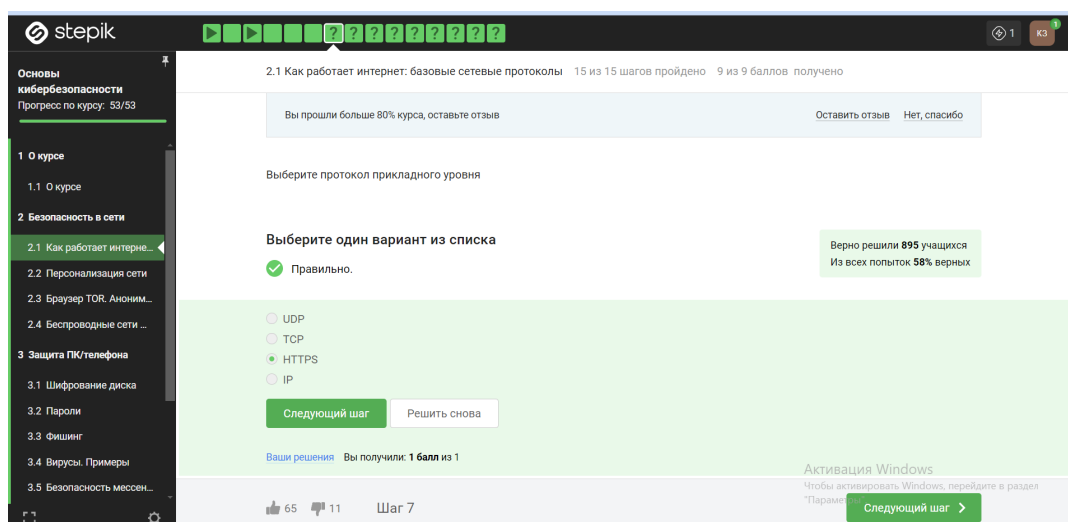 stepik
? ? ? ? ? ? ? ? ?
1
КЗ
1
Основы
кибербезопасности
Прогресс по курсу: 53/53
1 О курсе
1.1 О курсе
2 Безопасность в сети
2.1 Как работает интерне...
2.2 Персонализация сети
2.3 Браузер TOR. Аноним...
2.4 Беспроводные сети ...
3 Защита ПК/телефона
3.1 Шифрование диска
3.2 Пароли
3.3 Фишинг
3.4 Вирусы. Примеры
3.5 Безопасность мессен...
2.1 Как работает интернет: базовые сетевые протоколы 15 из 15 шагов пройдено 9 из 9 баллов получено
Вы прошли больше 80% курса, оставьте отзыв Оставить отзыв Нет, спасибо
Выберите протокол прикладного уровня
Выберите один вариант из списка
Правильно.
Верно решили 895 учащихся
Из всех попыток 58% верных
UDP
TCP
HTTPS
IP
Следующий шаг Решить снова
Ваши решения Вы получили: 1 балл из 1
65 11 Шаг 7
Активация Windows
Чтобы активировать Windows, перейдите в раздел
"Параметры
Следующий шаг